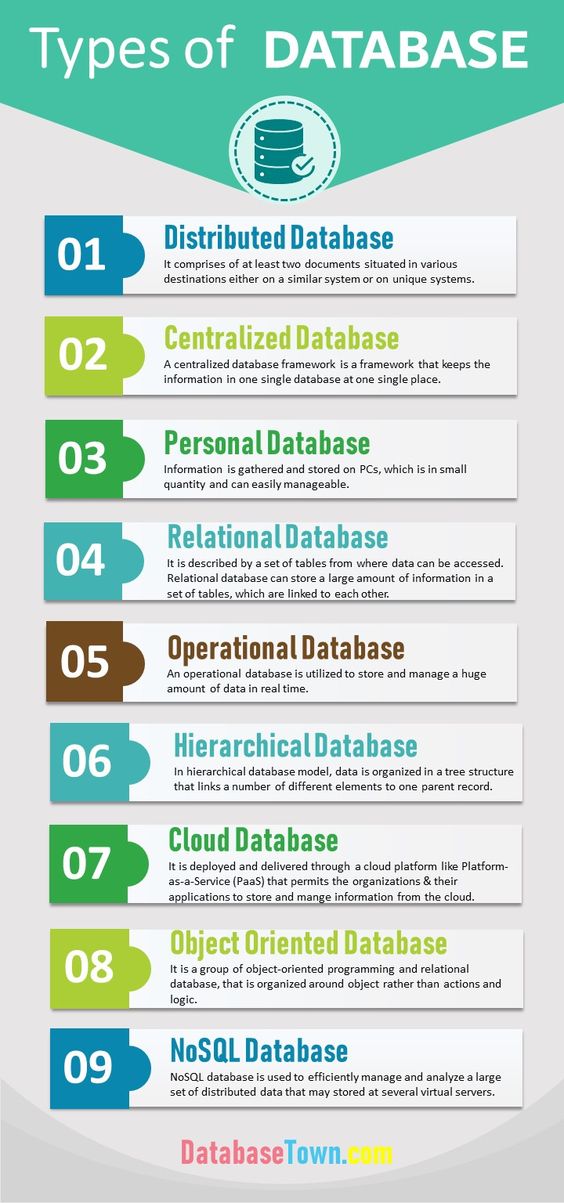 Types of DATABASE
01
Distributed Database
It comprises of at least two documents situated in various
destinations either on a similar system or on unique systems.
02
Centralized Database
A centralized database framework is a framework that keeps the
information in one single database at one single place.
03
Personal Database
Information is gathered and stored on PCs, which is in small
quantity and can easily manageable.
04
Relational Database
It is described by a set of tables from where data can be accessed.
Relational database can store a large amount of information in a
set of tables, which are linked to each other.
05
Operational Database
An operational database is utilized to store and manage a huge
amount of data in real time.
06
Hierarchical Database
In hierarchical database model, data is organized in a tree structure
that links a number of different elements to one parent record.
07
Cloud Database
It is deployed and delivered through a cloud platform like Platform-
as-a-Service (PaaS) that permits the organizations & their
applications to store and mange information from the cloud.
08
Object Oriented Database
It is a group of object-oriented programming and relational
database, that is organized around object rather than actions and
logic.
09
NoSQL Database
NoSQL database is used to efficiently manage and analyze a large
set of distributed data that may stored at several virtual servers.
DatabaseTown.com